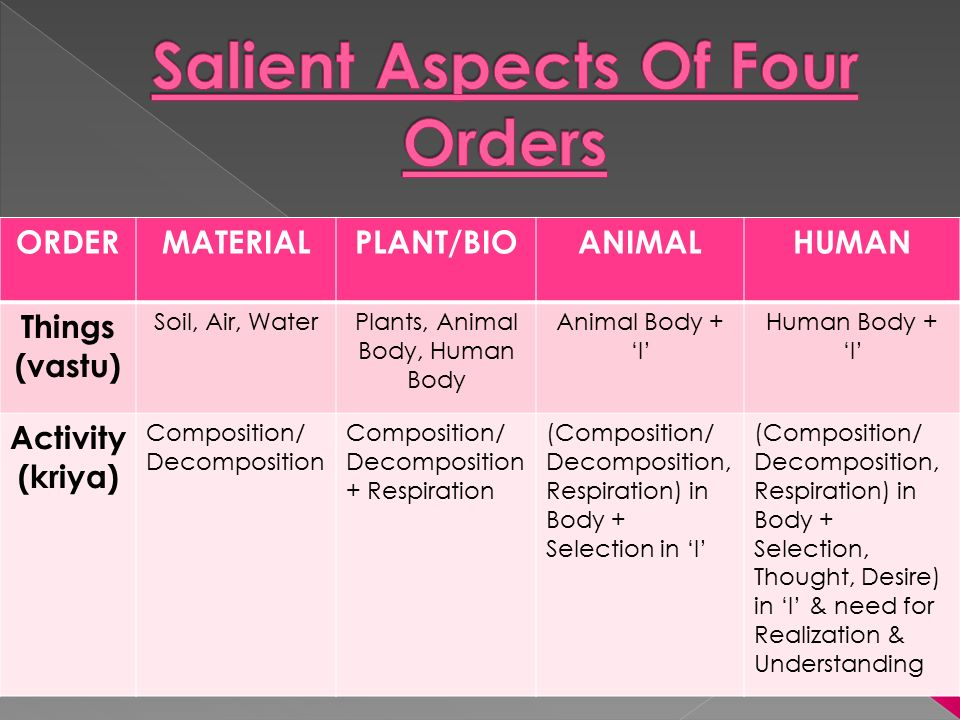 Salient Aspects Of Four
Orders
ORDER
MATERIAL
PLANT/BIO
ANIMAL
HUMAN
Things
(vastu)
Soil, Air, Water
Plants, Animal
Body, Human
Body
Animal Body +
‘I’
Human Body +
‘I’
Activity
(kriya)
Composition/
Decomposition
Composition/
Decomposition
+ Respiration
(Composition/
Decomposition,
Respiration) in
Body +
Selection in ‘I’
(Composition/
Decomposition,
Respiration) in
Body +
Selection,
Thought, Desire)
in ‘I’ & need for
Realization &
Understanding